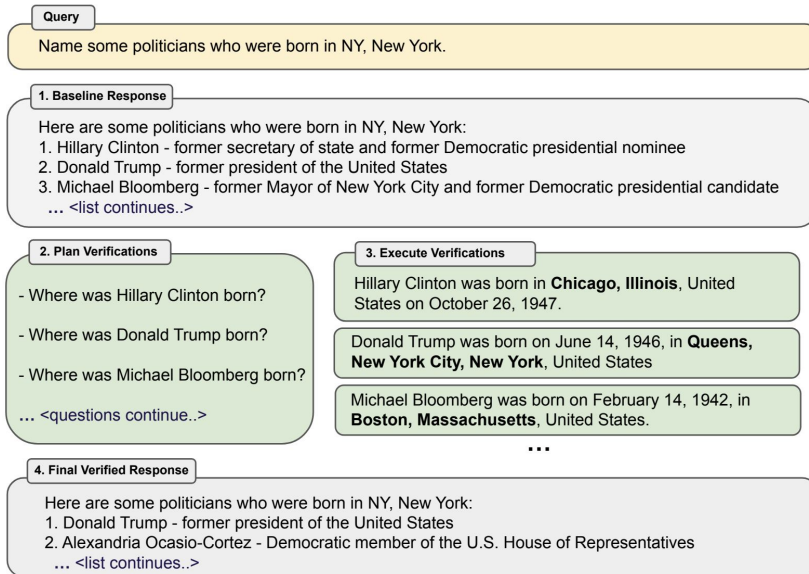 Query
Name some politicians who were born in NY, New York.
1. Baseline Response
Here are some politicians who were born in NY, New York:
1. Hillary Clinton - former secretary of state and former Democratic presidential nominee
2. Donald Trump - former president of the United States
3. Michael Bloomberg - former Mayor of New York City and former Democratic presidential candidate
... <list continues..>
2. Plan Verifications
- Where was Hillary Clinton born?
- Where was Donald Trump born?
- Where was Michael Bloomberg born?
... <questions continue..>
3. Execute Verifications
Hillary Clinton was born in Chicago, Illinois, United
States on October 26, 1947.
Donald Trump was born on June 14, 1946, in Queens,
New York City, New York, United States
Michael Bloomberg was born on February 14, 1942, in
Boston, Massachusetts, United States.
...
4. Final Verified Response
Here are some politicians who were born in NY, New York:
1. Donald Trump - former president of the United States
2. Alexandria Ocasio-Cortez - Democratic member of the U.S. House of Representatives
... <list continues..>